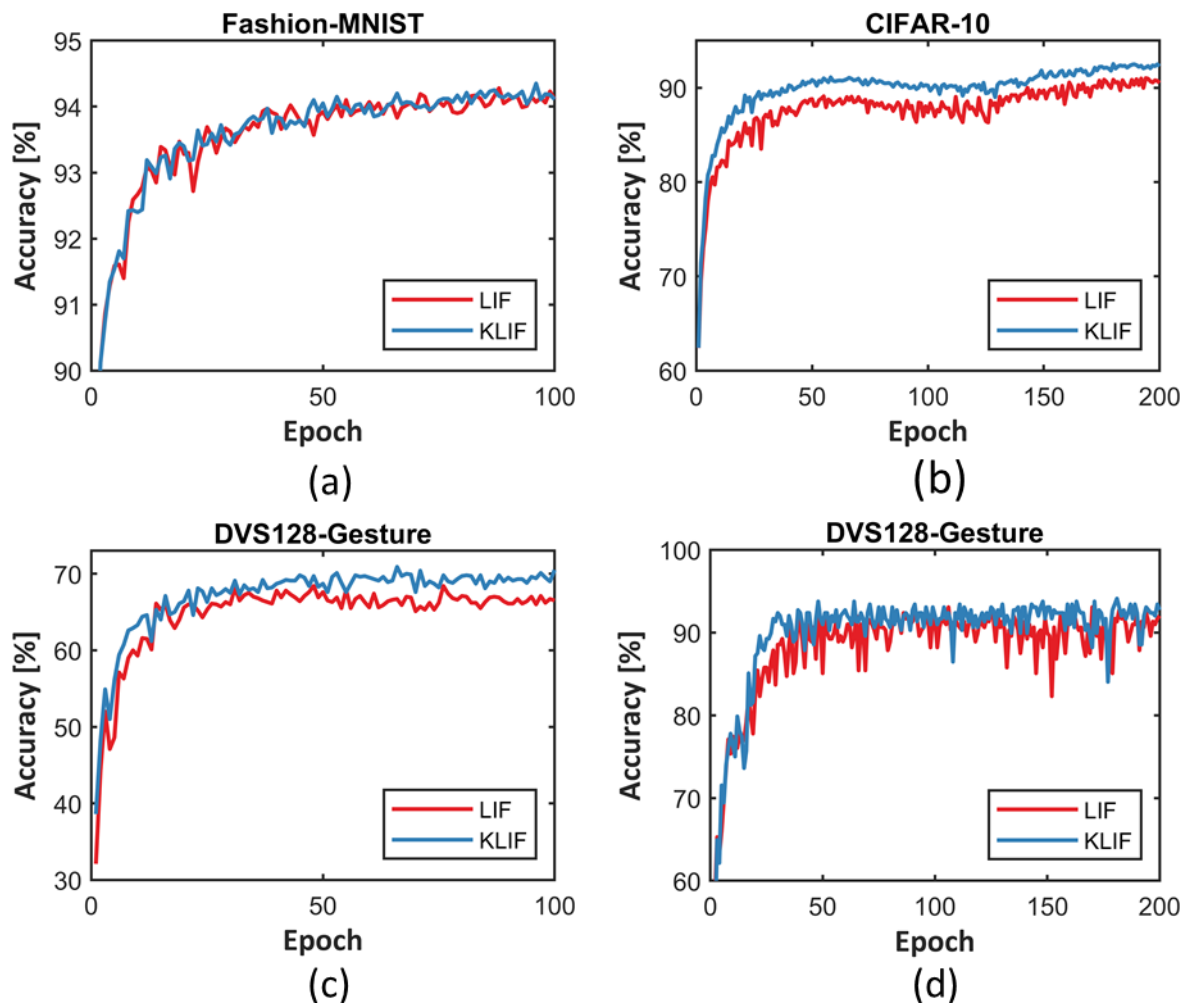 Fashion-MNIST
95
94
93
92
91
90
Accuracy [%]
LIF
KLIF
0 50 100
Epoch
(a)
CIFAR-10
90
80
70
60
Accuracy [%]
LIF
KLIF
0 50 100 150 200
Epoch
(b)
DVS128-Gesture
70
60
50
40
30
Accuracy [%]
LIF
KLIF
0 50 100
Epoch
(c)
DVS128-Gesture
100
90
80
70
60
Accuracy [%]
LIF
KLIF
0 50 100 150 200
Epoch
(d)